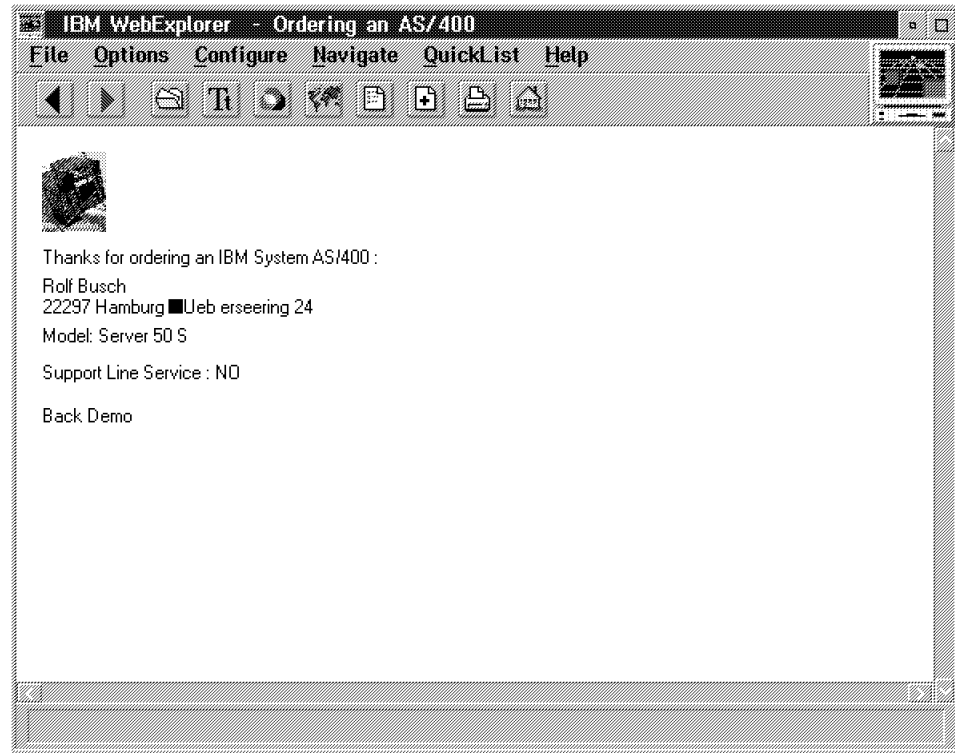 IBM WebExplorer - Ordering an AS/400
File Options Configure Navigate QuickList Help
Tt
Thanks for ordering an IBM System AS/400 :
Rolf Busch
22297 Hamburg ■Ueb erseering 24
Model: Server 50 S
Support Line Service : NO
Back Demo